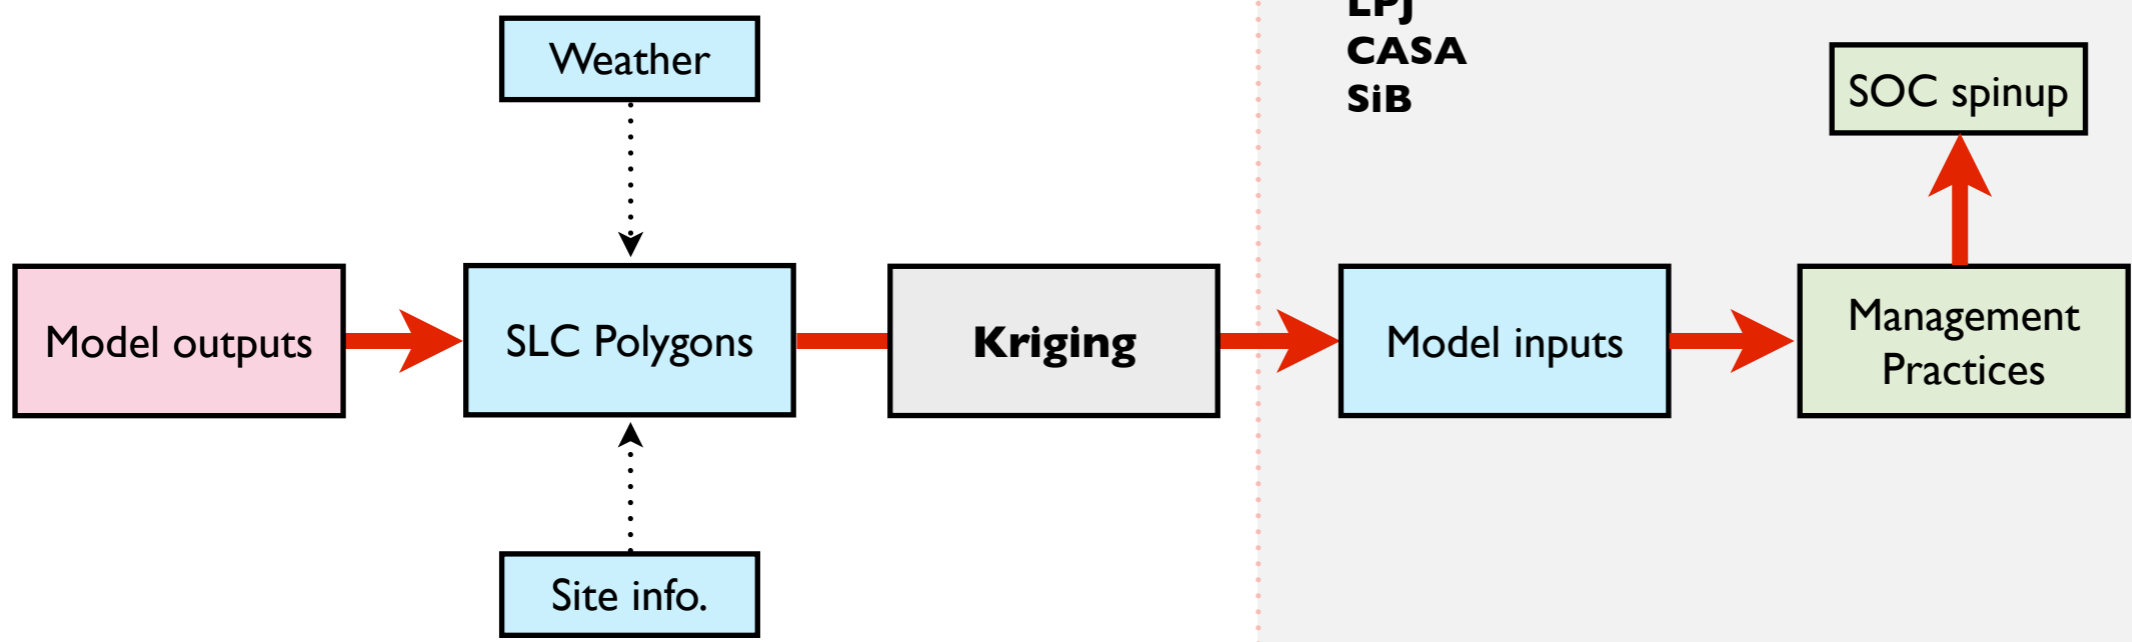 LPJ
CASA
SiB
Weather
SOC spinup
Model outputs
SLC Polygons
Kriging
Model inputs
Management
Practices
Site info.